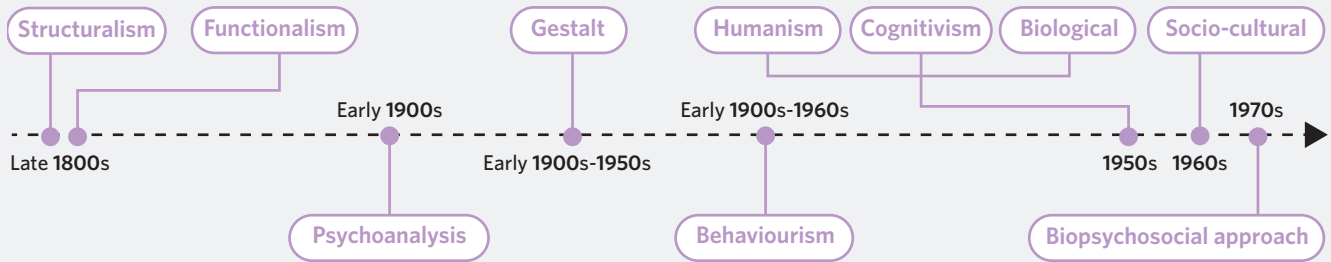 Structuralism
Functionalism
Gestalt
Humanism
Cognitivism
Biological
Socio-cultural
Early 1900s
Early 1900s-1960s
1970s
Late 1800s
Early 1900s-1950s
1950s
1960s
Psychoanalysis
Behaviourism
Biopsychosocial approach